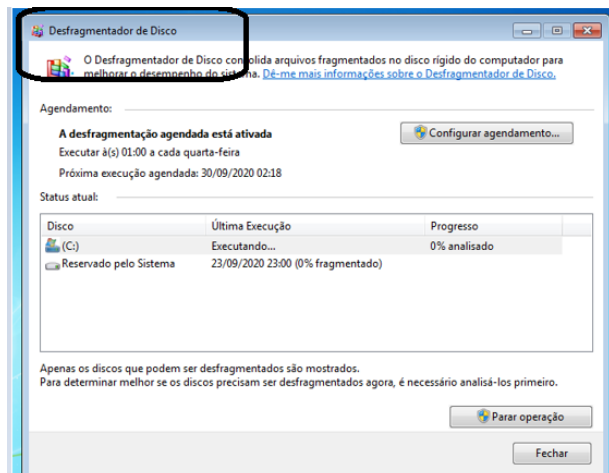 Desfragmentador de Disco
O Desfragmentador de Disco consolida arquivos fragmentados no disco rígido do computador para
melhorar o desempenho do sistema. Dê-me mais informações sobre o Desfragmentador de Disco.
Agendamento:
A desfragmentação agendada está ativada
Configurar agendamento...
Executar à(s) 01:00 a cada quarta-feira
Próxima execução agendada: 30/09/2020 02:18
Status atual:
Disco Última Execução Progresso
(C:) Executando... 0% analisado
Reservado pelo Sistema 23/09/2020 23:00 (0% fragmentado)
Apenas os discos que podem ser desfragmentados são mostrados.
Para determinar melhor se os discos precisam ser desfragmentados agora, é necessário analisá-los primeiro.
Parar operação
Fechar